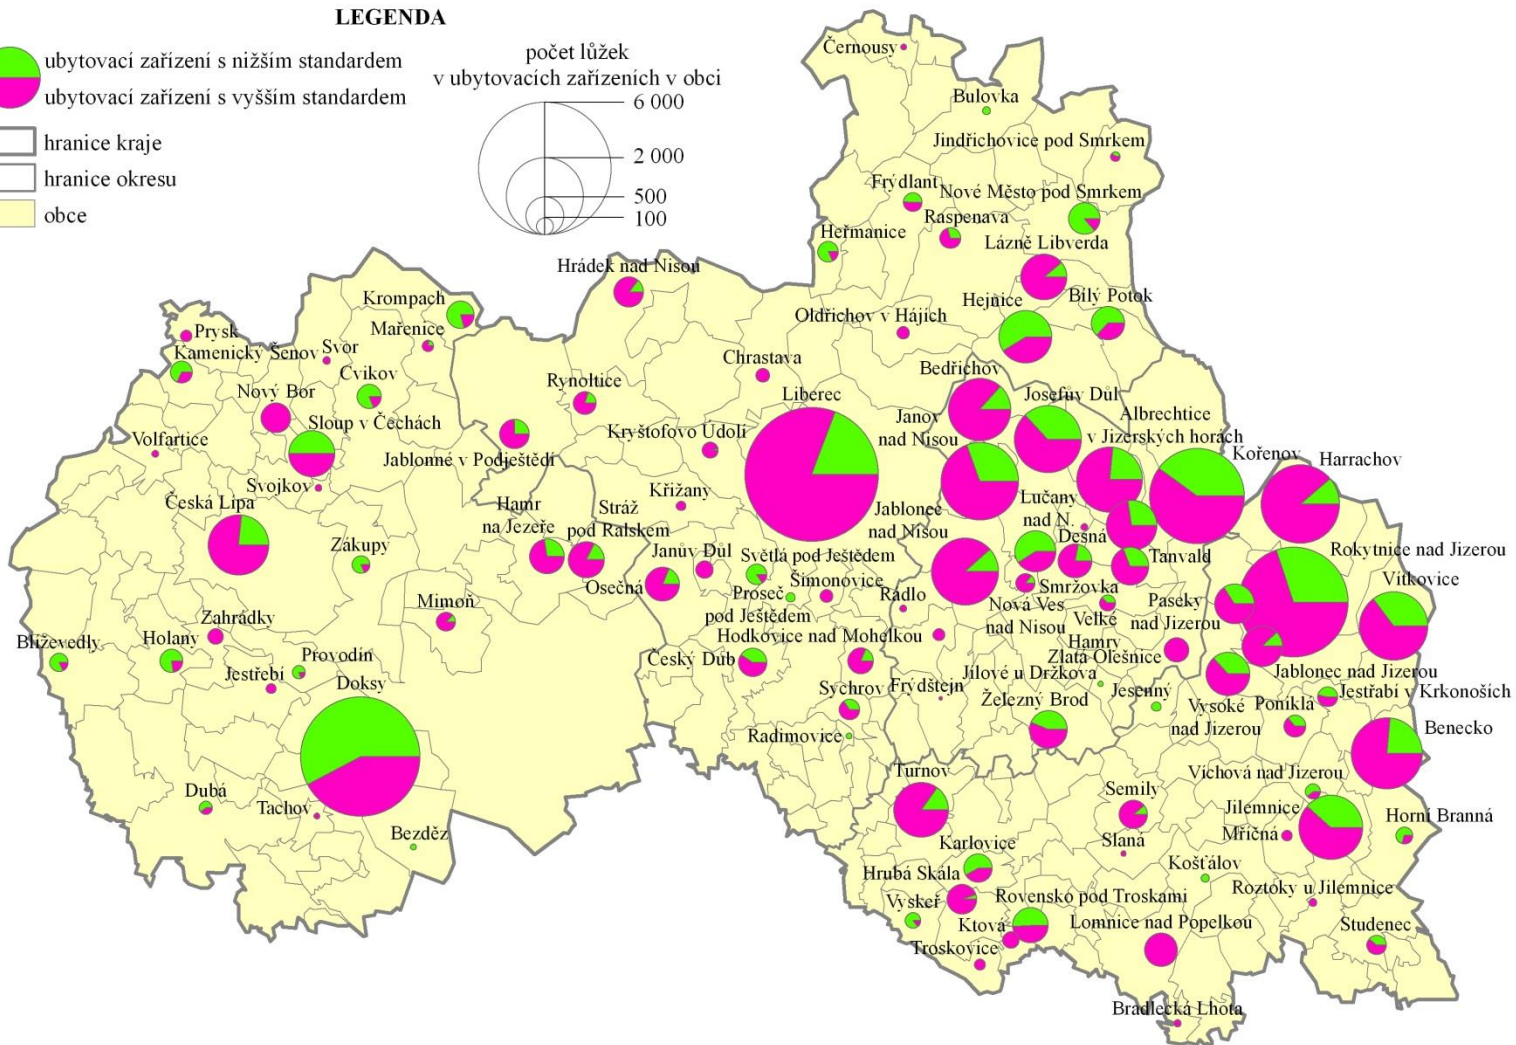 LEGENDA
ubytovací zařízení s nižším standardem
ubytovací zařízení s vyšším standardem
hranice kraje
hranice okresu
obce
počet lůžek
v ubytovacích zařízeních v obci
6 000
2 000
500
100
Černousy
Bulovka
Jindřichovice pod Smrkem
Frýdlant
Nové Město pod Smrkem
Raspenava
Heřmanice
Lázně Libverda
Hrádek nad Nisou
Hejnice
Bílý Potok
Krompach
Mařenice
Oldřichov v Hájích
Prysk
Kamenický Šenov
Svor
Cvikov
Chrastava
Bedřichov
Rynoltice
Nový Bor
Liberec
Josefův Důl
Albrechtice
v Jizerských horách
Janov
nad Nisou
Sloup v Čechách
Kryštofovo Údolí
Volfartice
Jablonné v Podještědí
Kořenov
Harrachov
Svojkov
Křižany
Česká Lípa
Hamr
na Jezeře
Stráž
pod Ralskem
Jablonec
nad Nisou
Lučany
nad N.
Desná
Zákupy
Janův Důl
Světlá pod Ještědem
Tanvald
Rokytnice nad Jizerou
Osečná
Šimonovice
Smržovka
Vítkovice
Proseč
pod Ještědem
Rádlo
Nová Ves
nad Nisou
Velké
Hamry
Paseky
nad Jizerou
Mimoň
Zahrádky
Hodkovice nad Mohelkou
Zlatá Olešnice
Blíževedly
Holany
Provodín
Český Dub
Jestřebí
Jílové u Držkova
Jablonec nad Jizerou
Doksy
Sychrov
Frýdštejn
Jesenný
Jestřabí v Krkonoších
Železný Brod
Vysoké
nad Jizerou
Poniklá
Benecko
Radimovice
Turnov
Víchová nad Jizerou
Dubá
Tachov
Semily
Jilemnice
Horní Branná
Bezděz
Karlovice
Slaná
Mříčná
Hrubá Skála
Košťálov
Roztoky u Jilemnice
Vyskeř
Rovensko pod Troskami
Ktová
Lomnice nad Popelkou
Studenec
Troskovice
Bradlecká Lhota